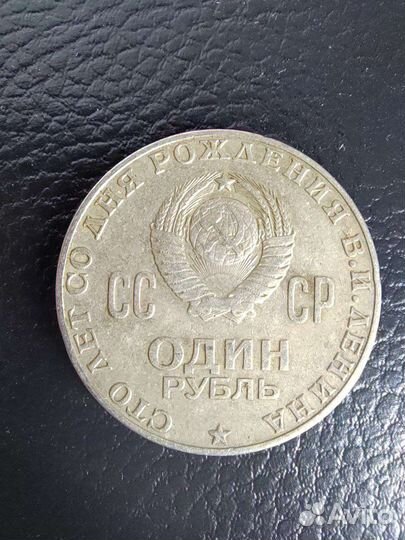 СТО ЛЕТ СО ДНЯ РОЖДЕНИЯ В.И.ЛЕНИНА
СС СР
ОДИН
РУБЛЬ
Avito